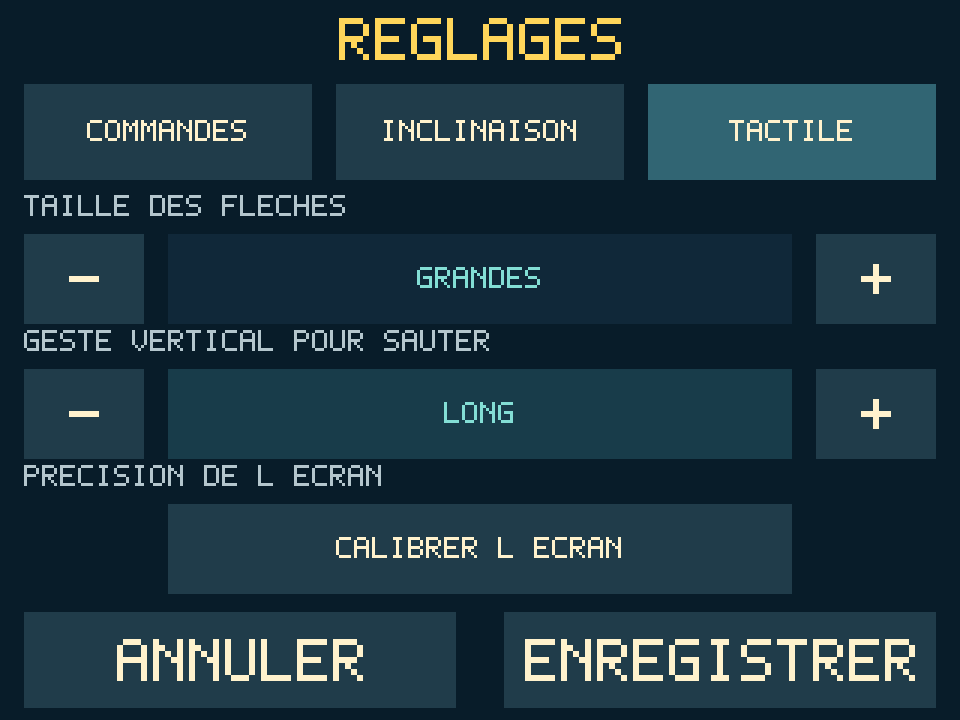 REGLAGES
COMMANDES INCLINAISON TACTILE
TAILLE DES FLECHES
− GRANDES +
GESTE VERTICAL POUR SAUTER
− LONG +
PRECISION DE L ECRAN
CALIBRER L ECRAN
ANNULER ENREGISTRER